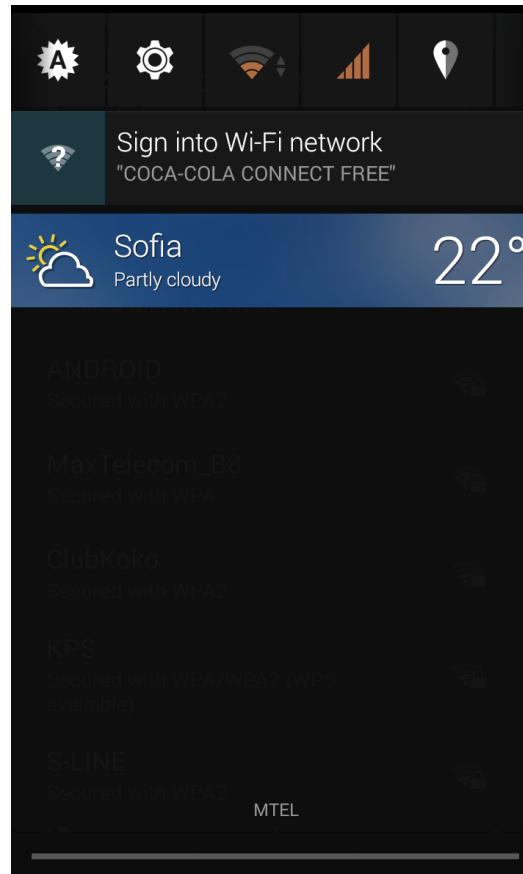 A
Sign into Wi-Fi network
"COCA-COLA CONNECT FREE"
Sofia
22°
Partly cloudy
ANDROID
Secured with WPA2
MaxTelecom_B8
Secured with WPA
ClubKoko
Secured with WPA2
KPS
Secured with WPA/WPA2 (WPS
available)
S-LINE
Secured with WPA2
MTEL